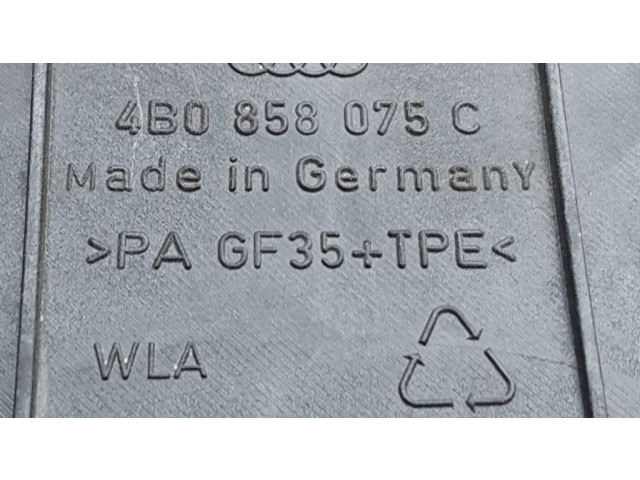 4B0 858 075 C
Made in Germany
>PA GF35+TPE<
WLA